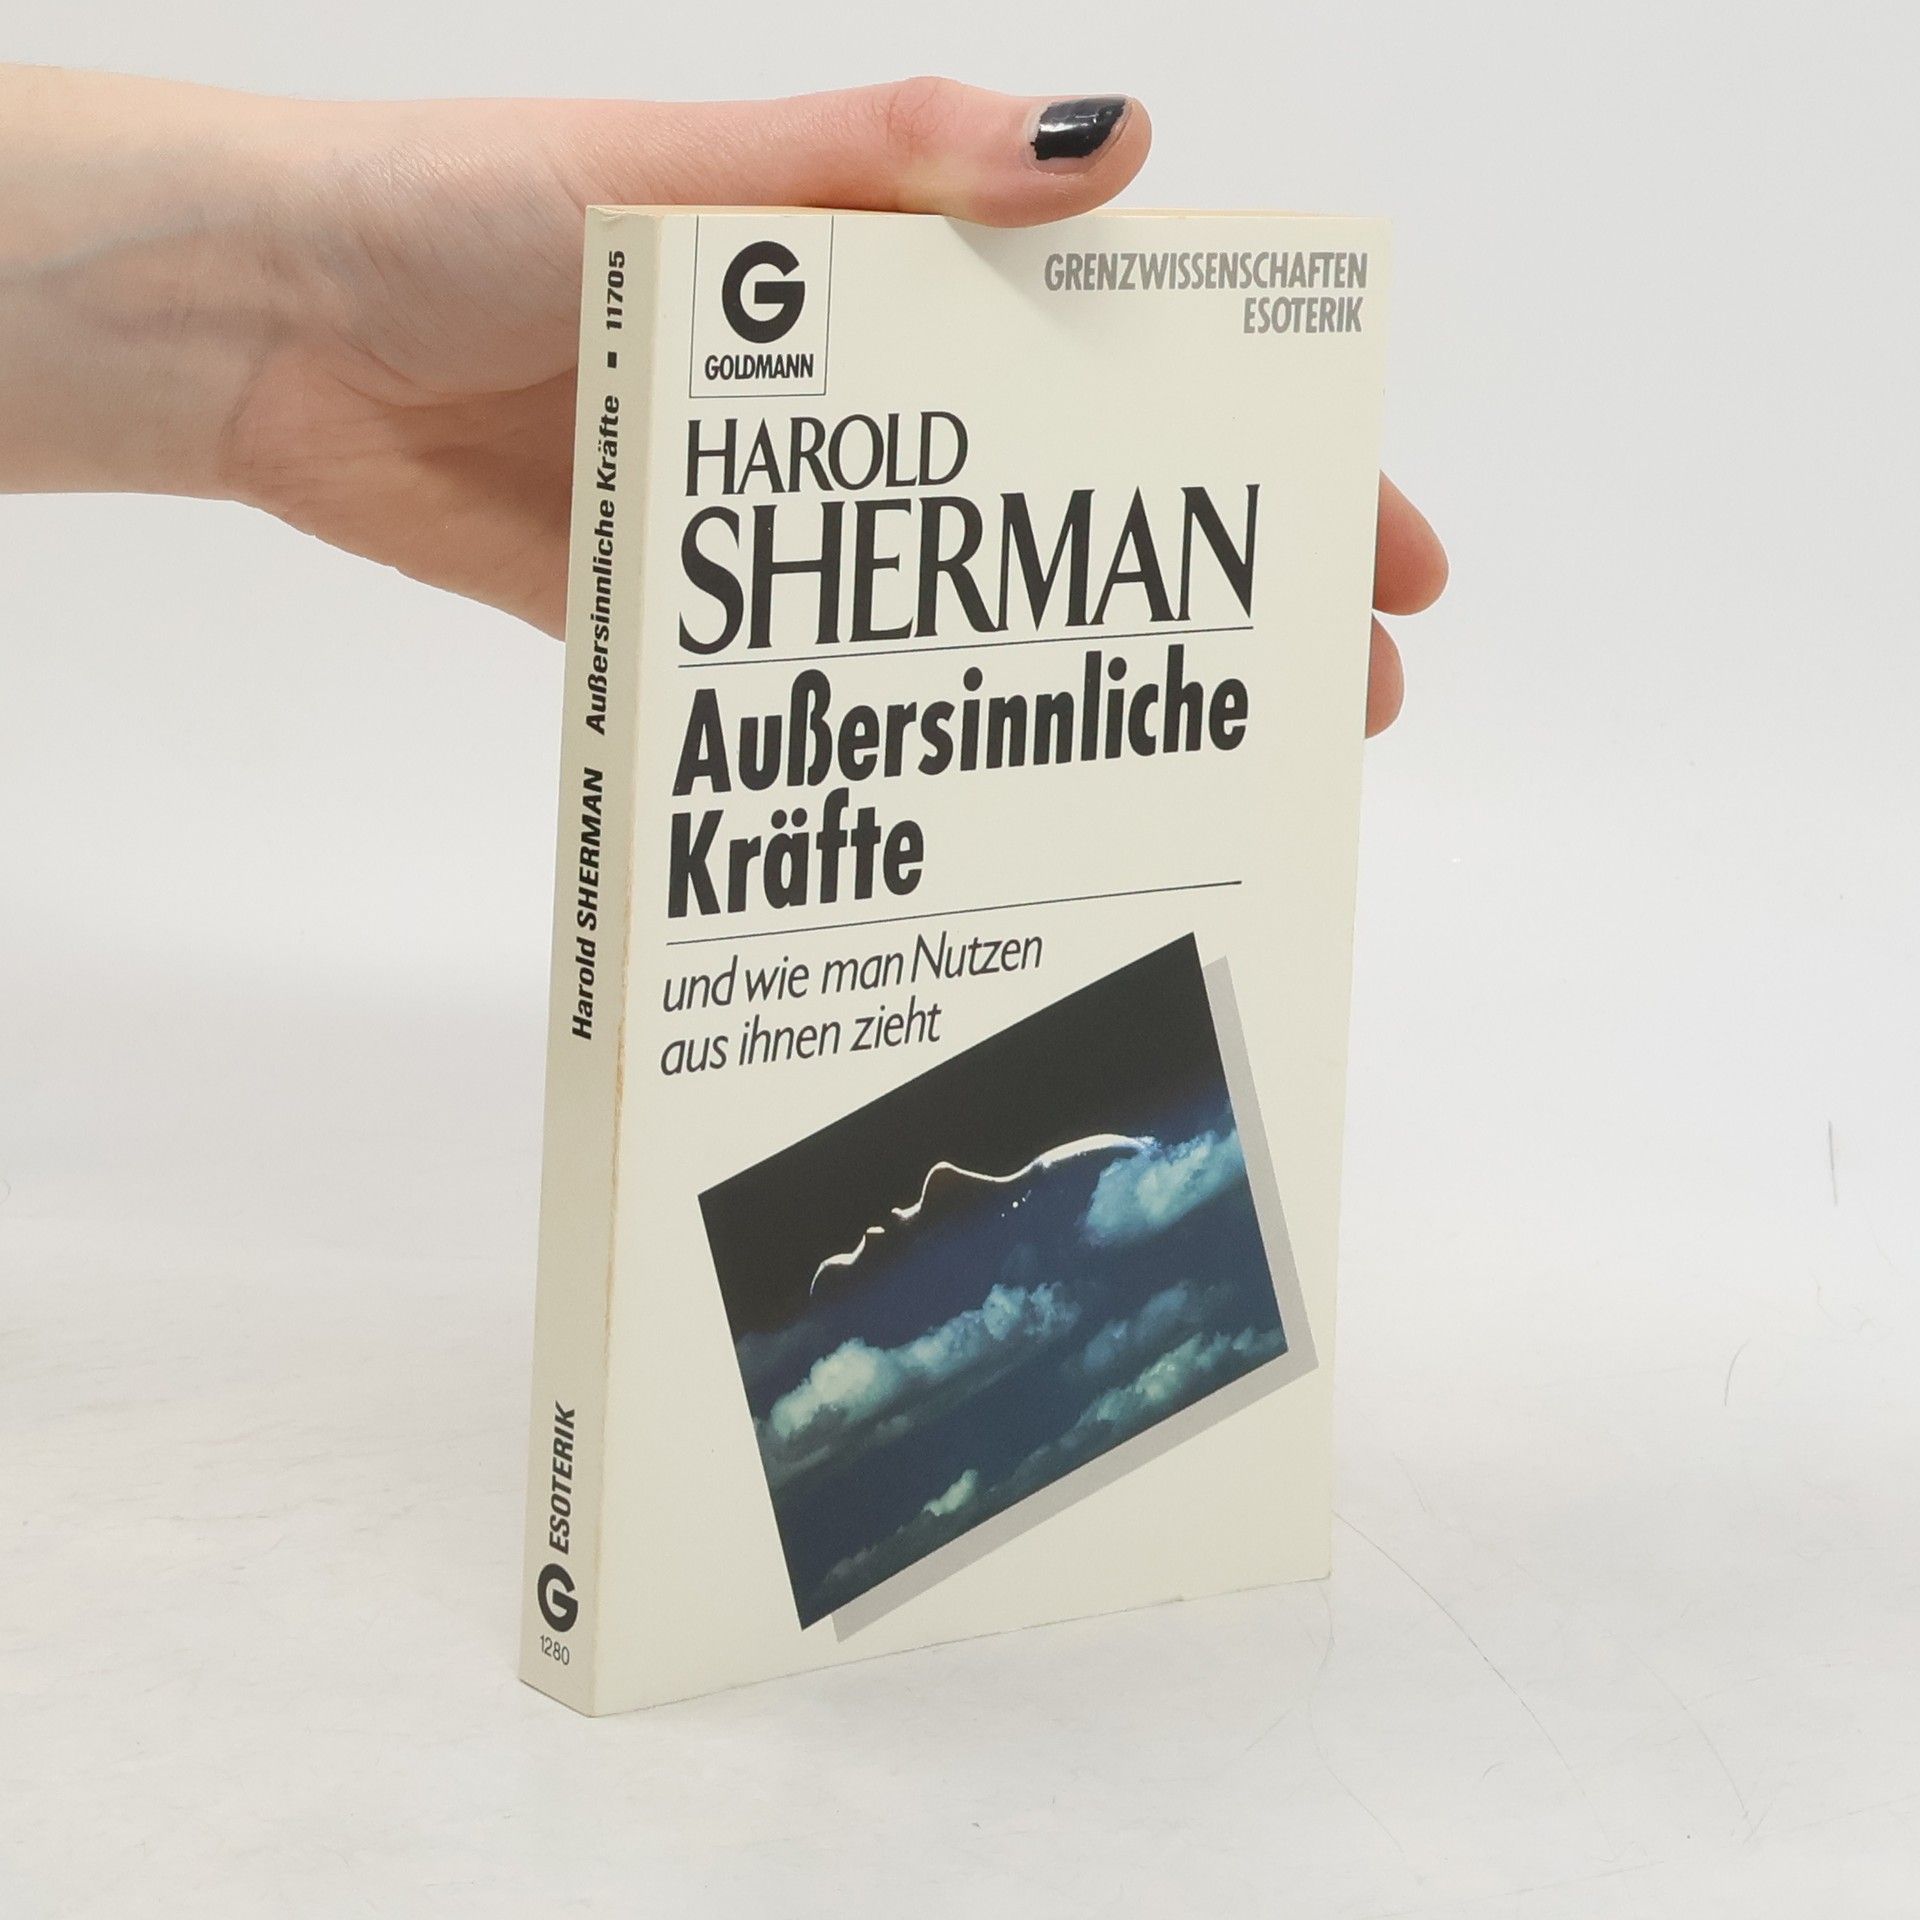 G
GOLDMANN
GRENZWISSENSCHAFTEN
ESOTERIK
HAROLD
SHERMAN
Außersinnliche
Kräfte
und wie man Nutzen
aus ihnen zieht
Harold SHERMAN Außersinnliche Kräfte ▪ 11705
G ESOTERIK
1280